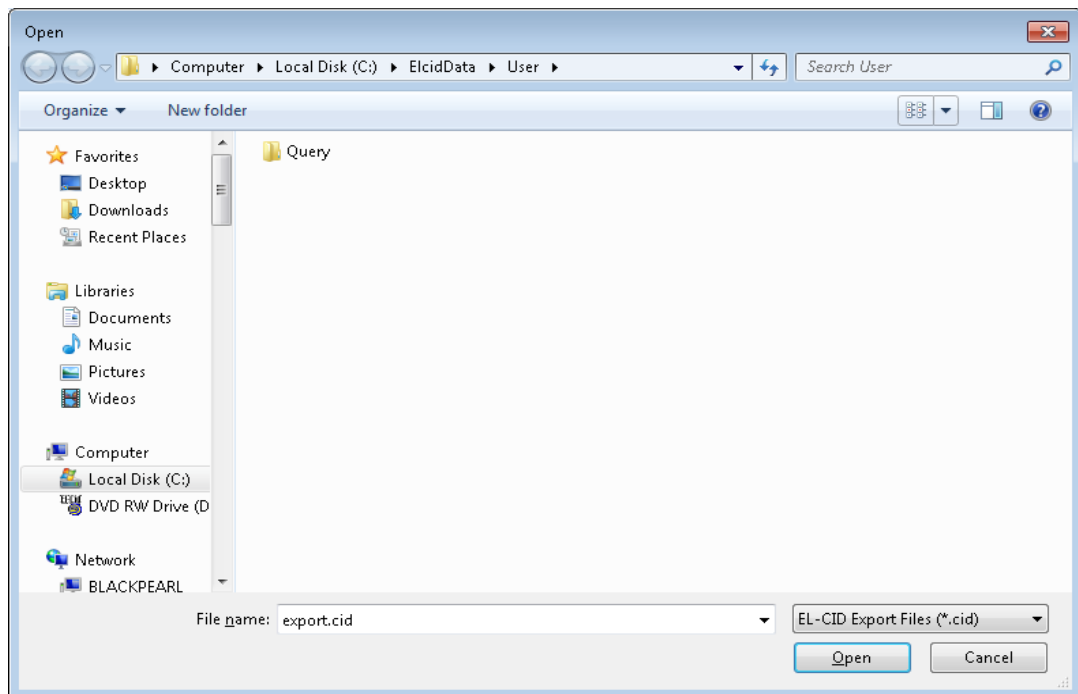 Open
Computer Local Disk (C:) ElcidData User Search User
Organize New folder
Favorites
Desktop
Downloads
Recent Places
Libraries
Documents
Music
Pictures
Videos
Computer
Local Disk (C:)
DVD RW Drive (D
Network
BLACKPEARL
Query
File name: export.cid EL-CID Export Files (*.cid)
Open Cancel